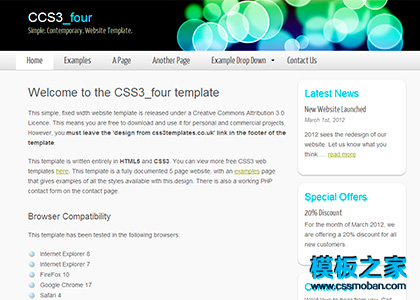 CCS3_four
Simple. Contemporary. Website Template.
Home Examples A Page Another Page Example Drop Down Contact Us
Welcome to the CSS3_four template
This simple, fixed width website template is released under a Creative Commons Attribution 3.0
Licence. This means you are free to download and use it for personal and commercial projects.
However, you must leave the 'design from css3templates.co.uk' link in the footer of the
template.
This template is written entirely in HTML5 and CSS3. You can view more free CSS3 web
templates here. This template is a fully documented 5 page website, with an examples page
that gives examples of all the styles available with this design. There is also a working PHP
contact form on the contact page.
Browser Compatibility
This template has been tested in the following browsers:
Internet Explorer 8
Internet Explorer 7
FireFox 10
Google Chrome 17
Safari 4
Latest News
New Website Launched
March 1st, 2012
2012 sees the redesign of our
website. Let us know what you
think.... read more
Special Offers
20% Discount
For the month of March 2012, we
are offering a 20% discount for all
new customers.
模板之家
www.cssmoban.com